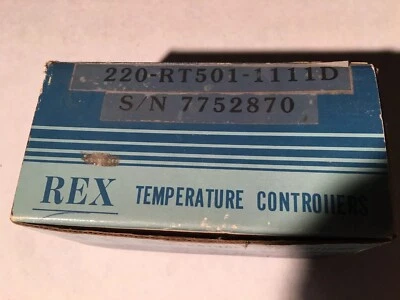 220-RT501-1111D
S/N 7752870
REX TEMPERATURE CONTROllERS